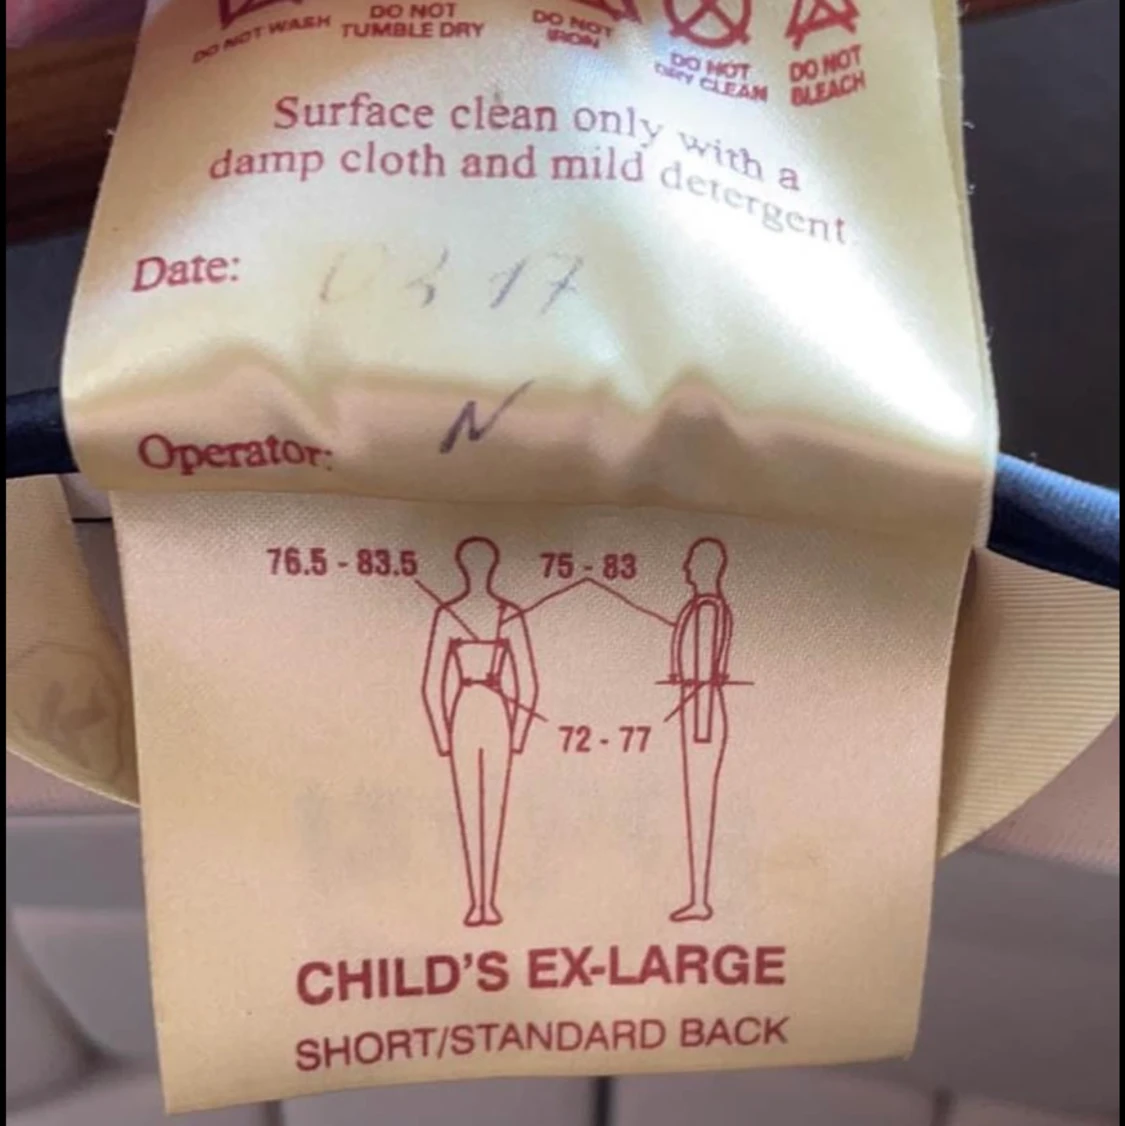 DO NOT WASH
DO NOT
TUMBLE DRY
DO NOT
IRON
DO NOT
DRY CLEAN
DO NOT
BLEACH
Surface clean only with a
damp cloth and mild detergent
Date: 17
Operator: N
76.5 - 83.5
75 - 83
72 - 77
CHILD'S EX-LARGE
SHORT/STANDARD BACK